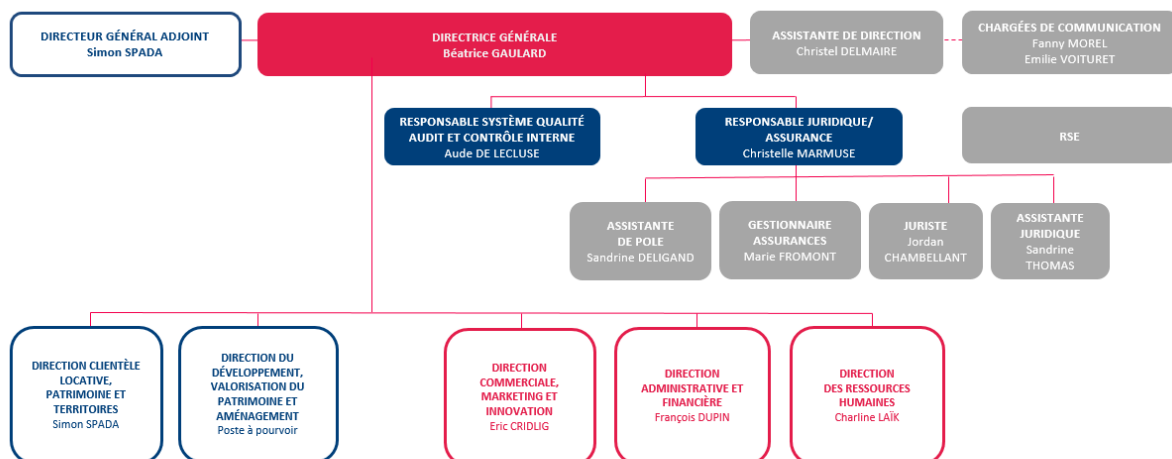 DIRECTEUR GÉNÉRAL ADJOINT
Simon SPADA
DIRECTRICE GÉNÉRALE
Béatrice GAULARD
ASSISTANTE DE DIRECTION
Christel DELMAIRE
CHARGÉES DE COMMUNICATION
Fanny MOREL
Emilie VOITURET
RESPONSABLE SYSTÈME QUALITÉ
AUDIT ET CONTRÔLE INTERNE
Aude DE LECLUSE
RESPONSABLE JURIDIQUE/
ASSURANCE
Christelle MARMUSE
RSE
ASSISTANTE
DE POLE
Sandrine DELIGAND
GESTIONNAIRE
ASSURANCES
Marie FROMONT
JURISTE
Jordan
CHAMBELLANT
ASSISTANTE
JURIDIQUE
Sandrine
THOMAS
DIRECTION CLIENTÈLE
LOCATIVE,
PATRIMOINE ET
TERRITOIRES
Simon SPADA
DIRECTION DU
DÉVELOPPEMENT,
VALORISATION DU
PATRIMOINE ET
AMÉNAGEMENT
Poste à pourvoir
DIRECTION
COMMERCIALE,
MARKETING ET
INNOVATION
Eric CRIDLIG
DIRECTION
ADMINISTRATIVE ET
FINANCIÈRE
François DUPIN
DIRECTION
DES RESSOURCES
HUMAINES
Charline LAÏK